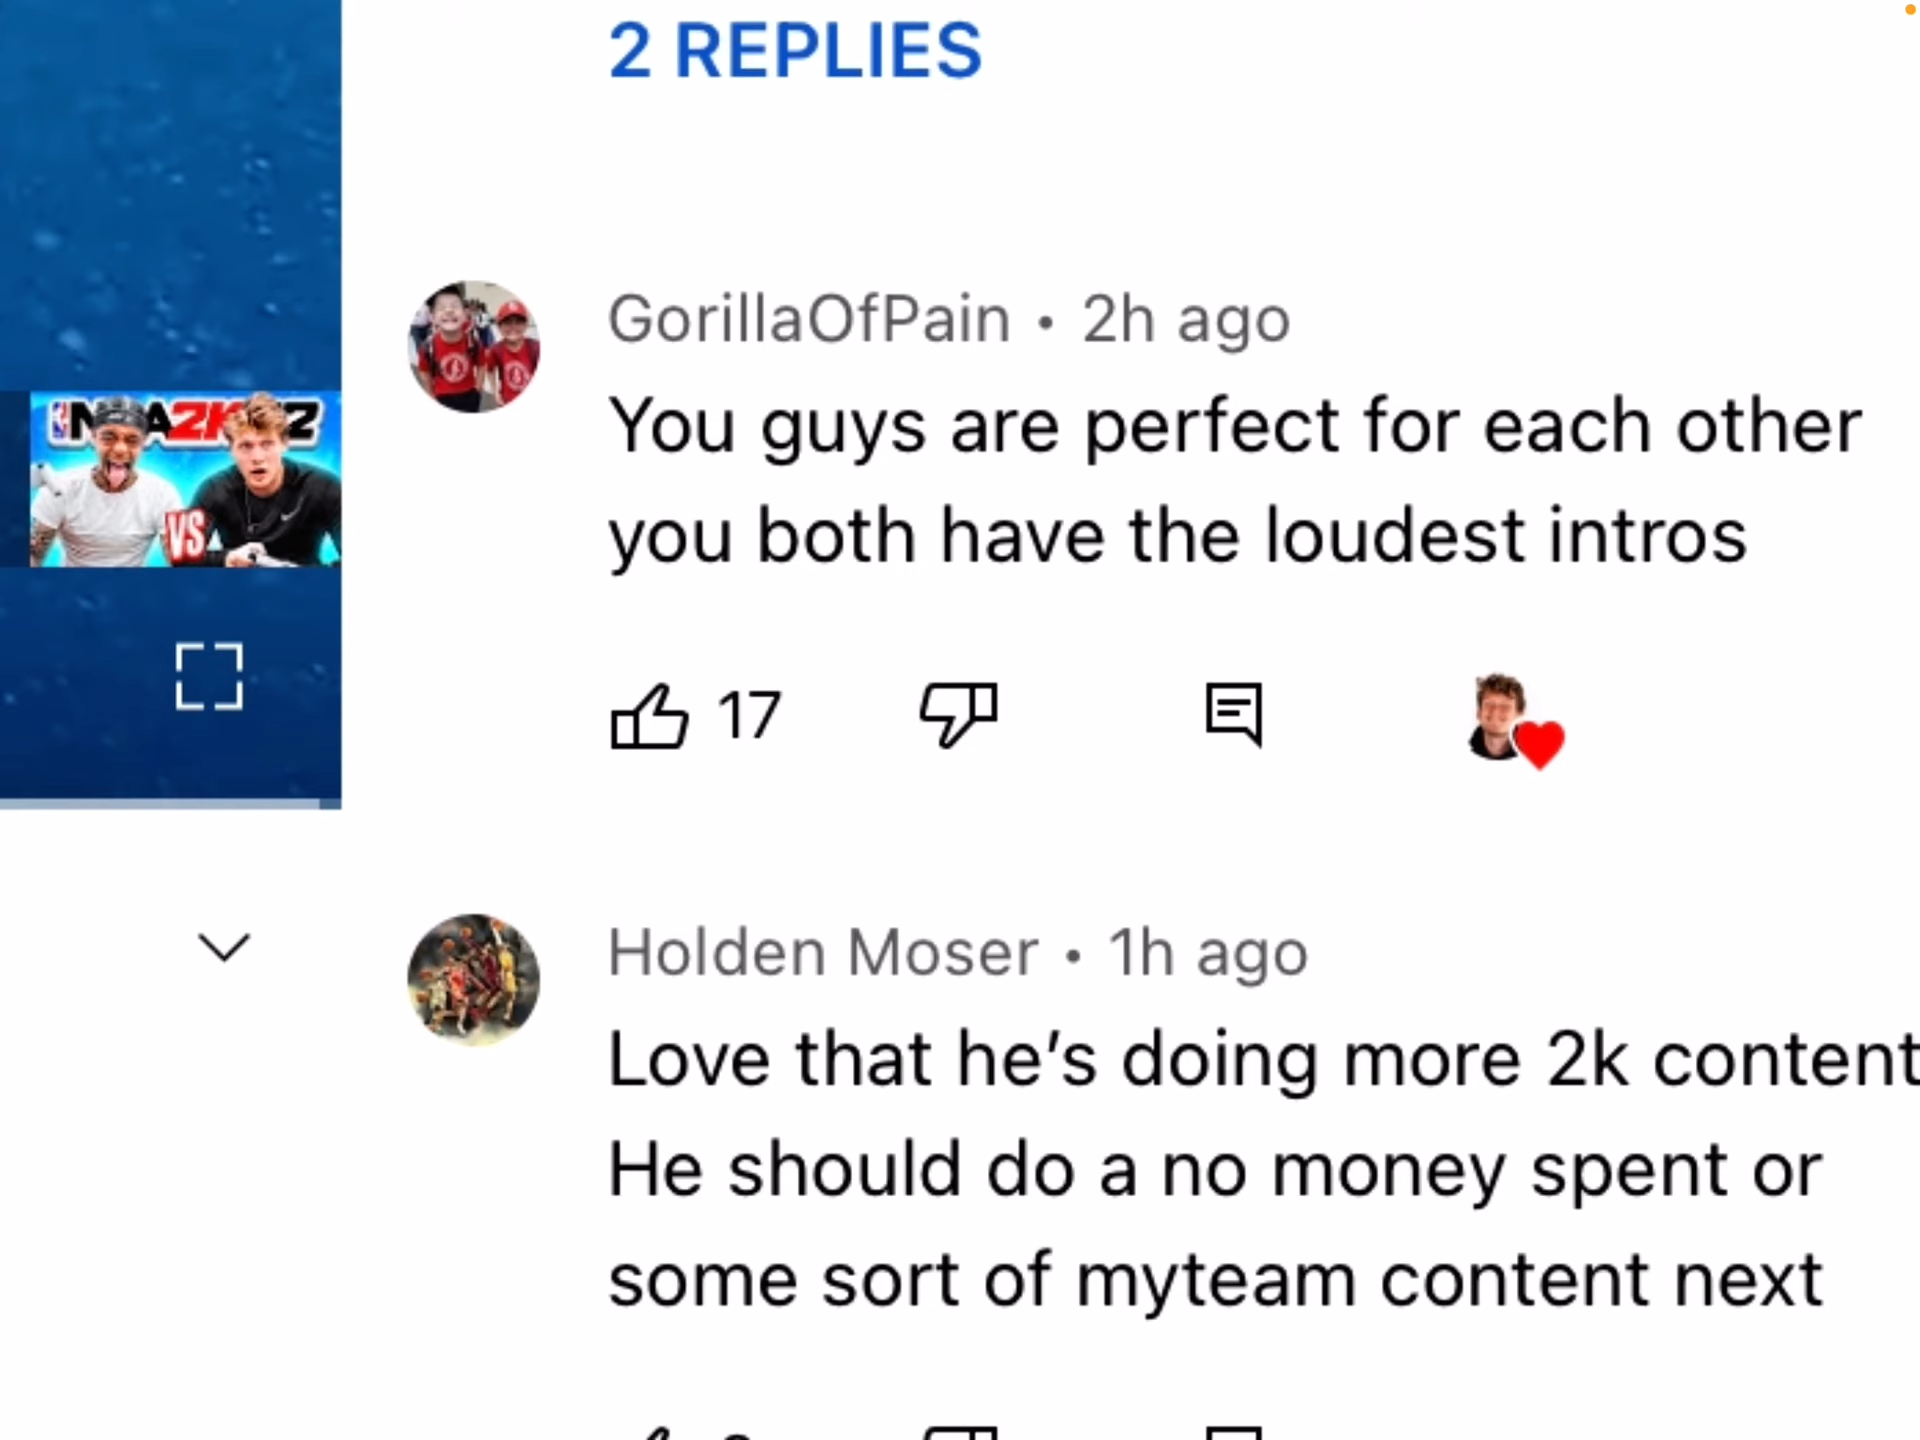 2 REPLIES
GorillaOfPain • 2h ago
You guys are perfect for each other
you both have the loudest intros
17
VS
Holden Moser • 1h ago
Love that he’s doing more 2k content
He should do a no money spent or
some sort of myteam content next